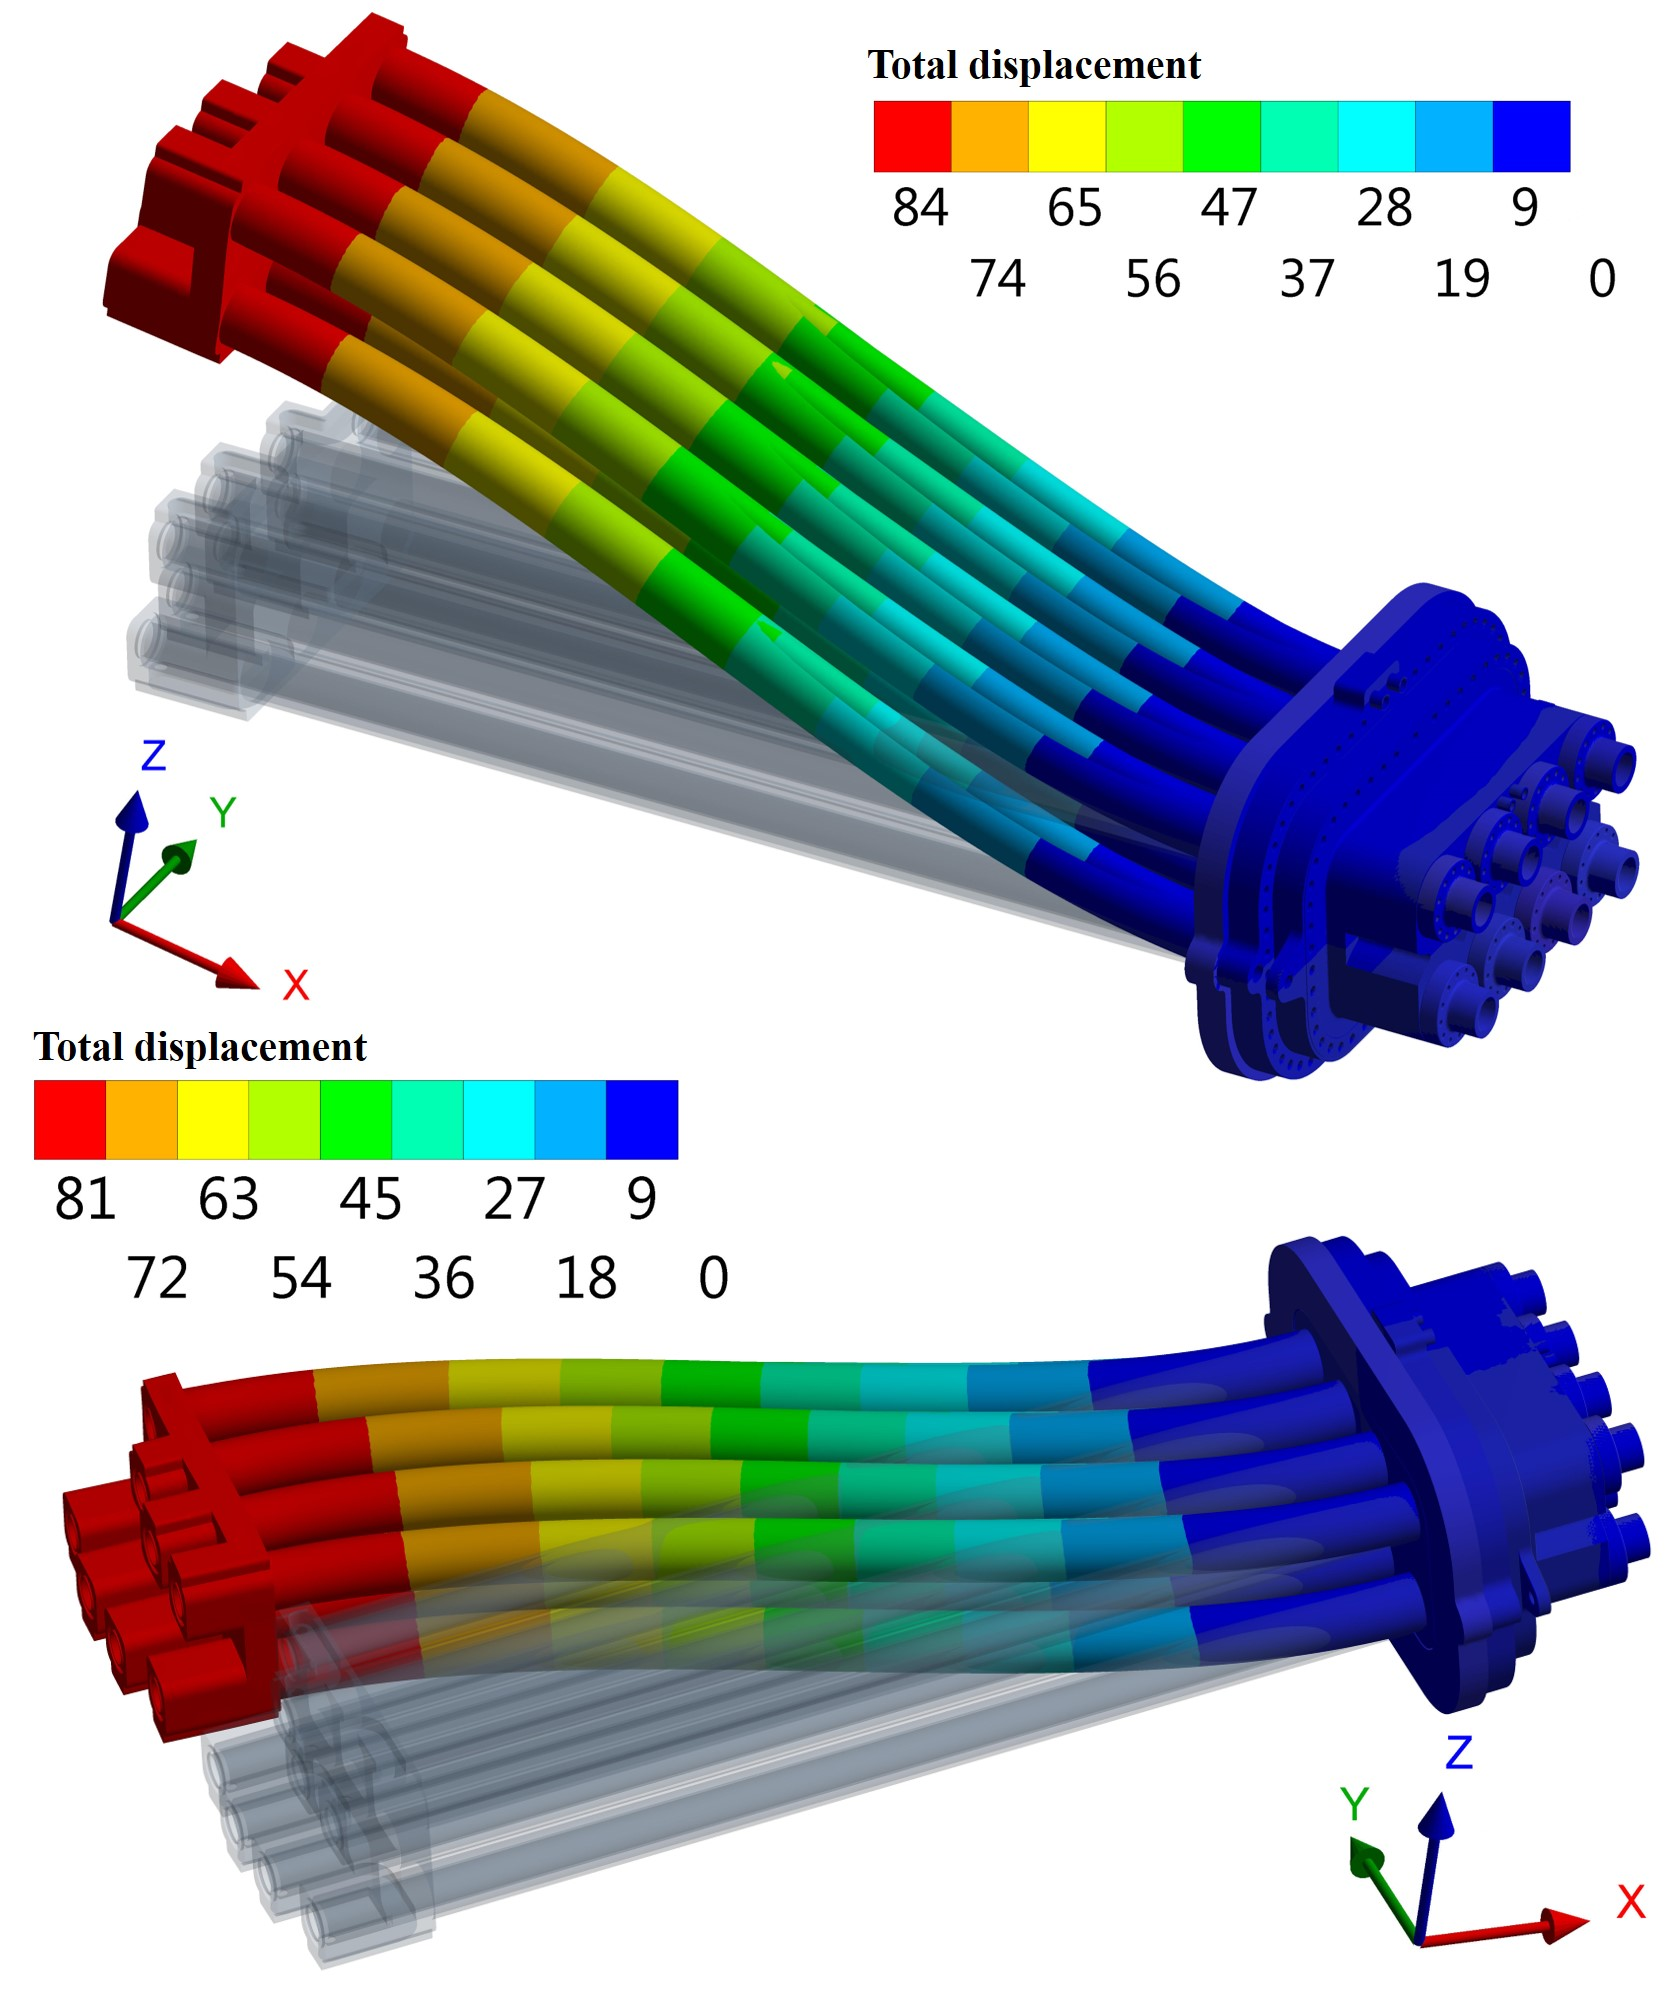 Total displacement
84 65 47 28 9
74 56 37 19 0
Z
Y
X
Total displacement
81 63 45 27 9
72 54 36 18 0
Z
Y
X